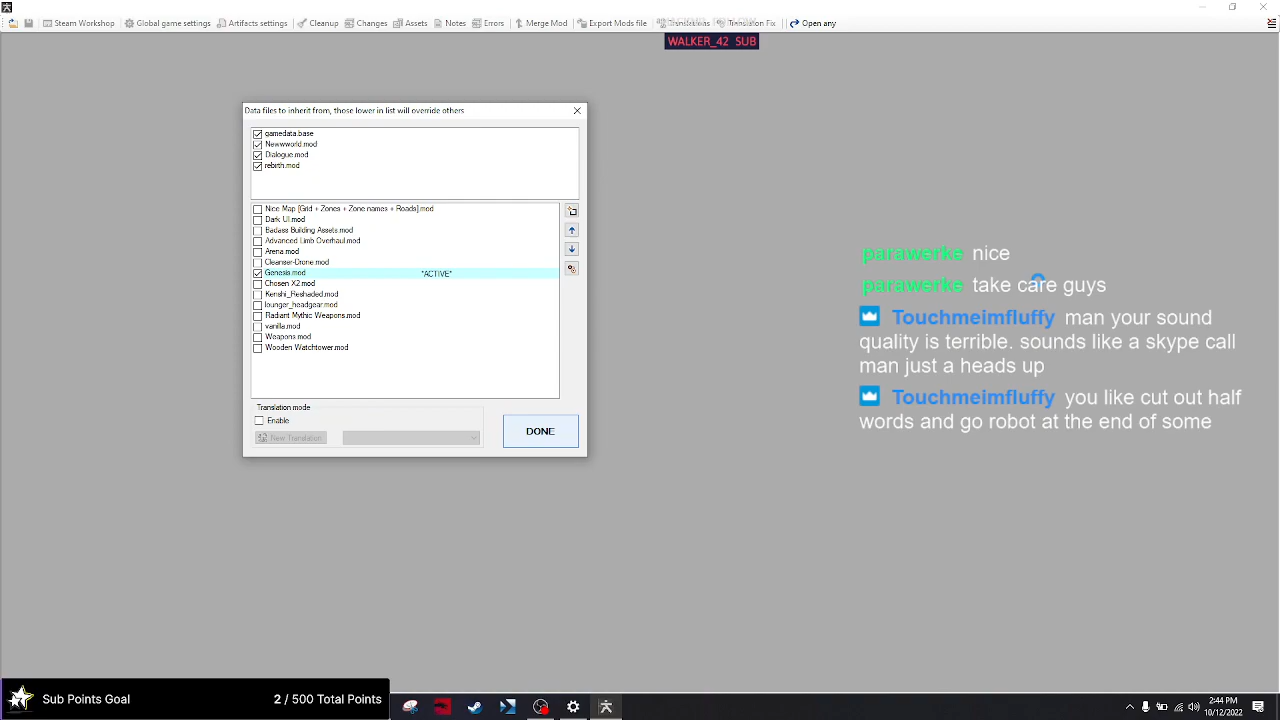 Steam Workshop Global game settings Cleanup Changes Assets Notes Errors Merge Mod Export Mods file Translations Translation Fix Open any
WALKER_42 SUB
Data files to inherit from, those lower in list will override others
gamedata.base
Newwworld.mod
Dialogue.mod
rebirth.mod
Nice Map [Grid + Zones + Zone names + Roads].mod
Dark UI.mod
Badass Building Assets.mod
Advanced Limb Overhaul.mod
Arena.mod
Cleanser-Drone.mod
Genesis.mod *ACTIVE*
Chosen X2.mod
Kenshi_Reshaded.mod
lounger_headgear.mod
Radiant Mythic Weapons.mod
vanilla.mod
Weapons.mod
Wooden Watchtower.mod
Translation mode
Enable
New Translation
DONE
parawerke nice
parawerke take care guys
Touchmeimfluffy man your sound
quality is terrible. sounds like a skype call
man just a heads up
Touchmeimfluffy you like cut out half
words and go robot at the end of some
Sub Points Goal 2 / 500 Total Points
2:44 PM
10/12/2022